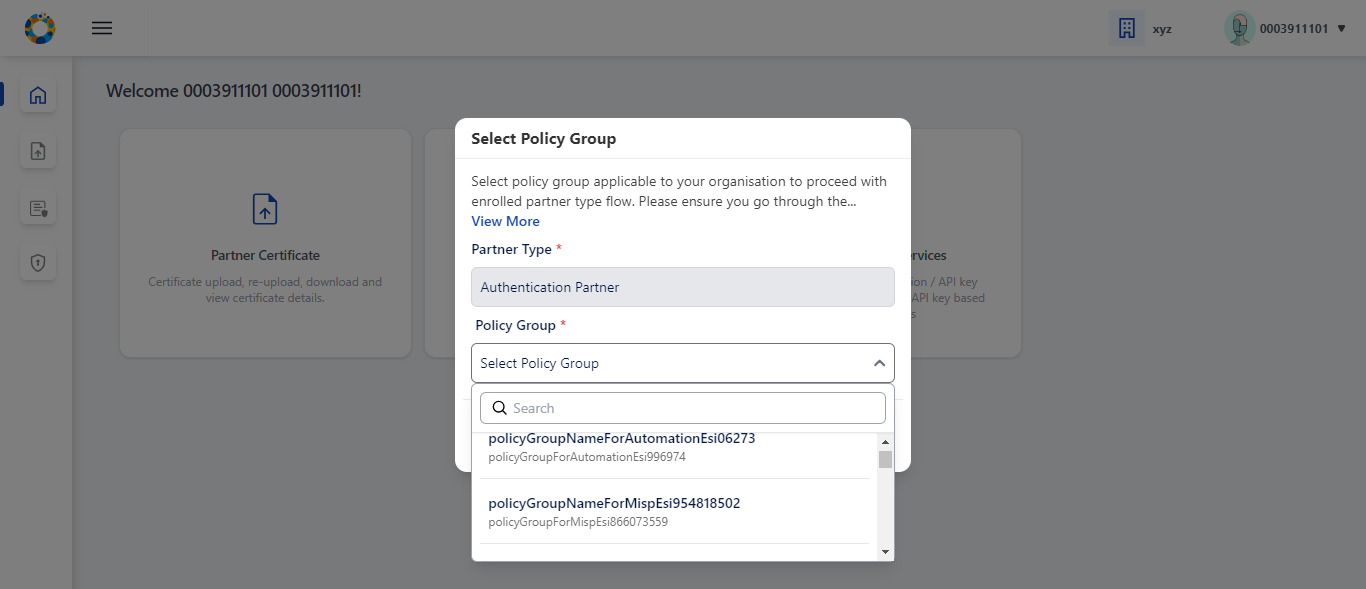 xyz
0003911101
Welcome 0003911101 0003911101!
Partner Certificate
Certificate upload, re-upload, download and
view certificate details.
Select Policy Group
Select policy group applicable to your organisation to proceed with
enrolled partner type flow. Please ensure you go through the...
View More
Partner Type *
Authentication Partner
Policy Group *
Select Policy Group
Search
policyGroupNameForAutomationEsi06273
policyGroupForAutomationEsi996974
policyGroupNameForMispEsi954818502
policyGroupForMispEsi866073559
rvices
ion / API key
API key based
s